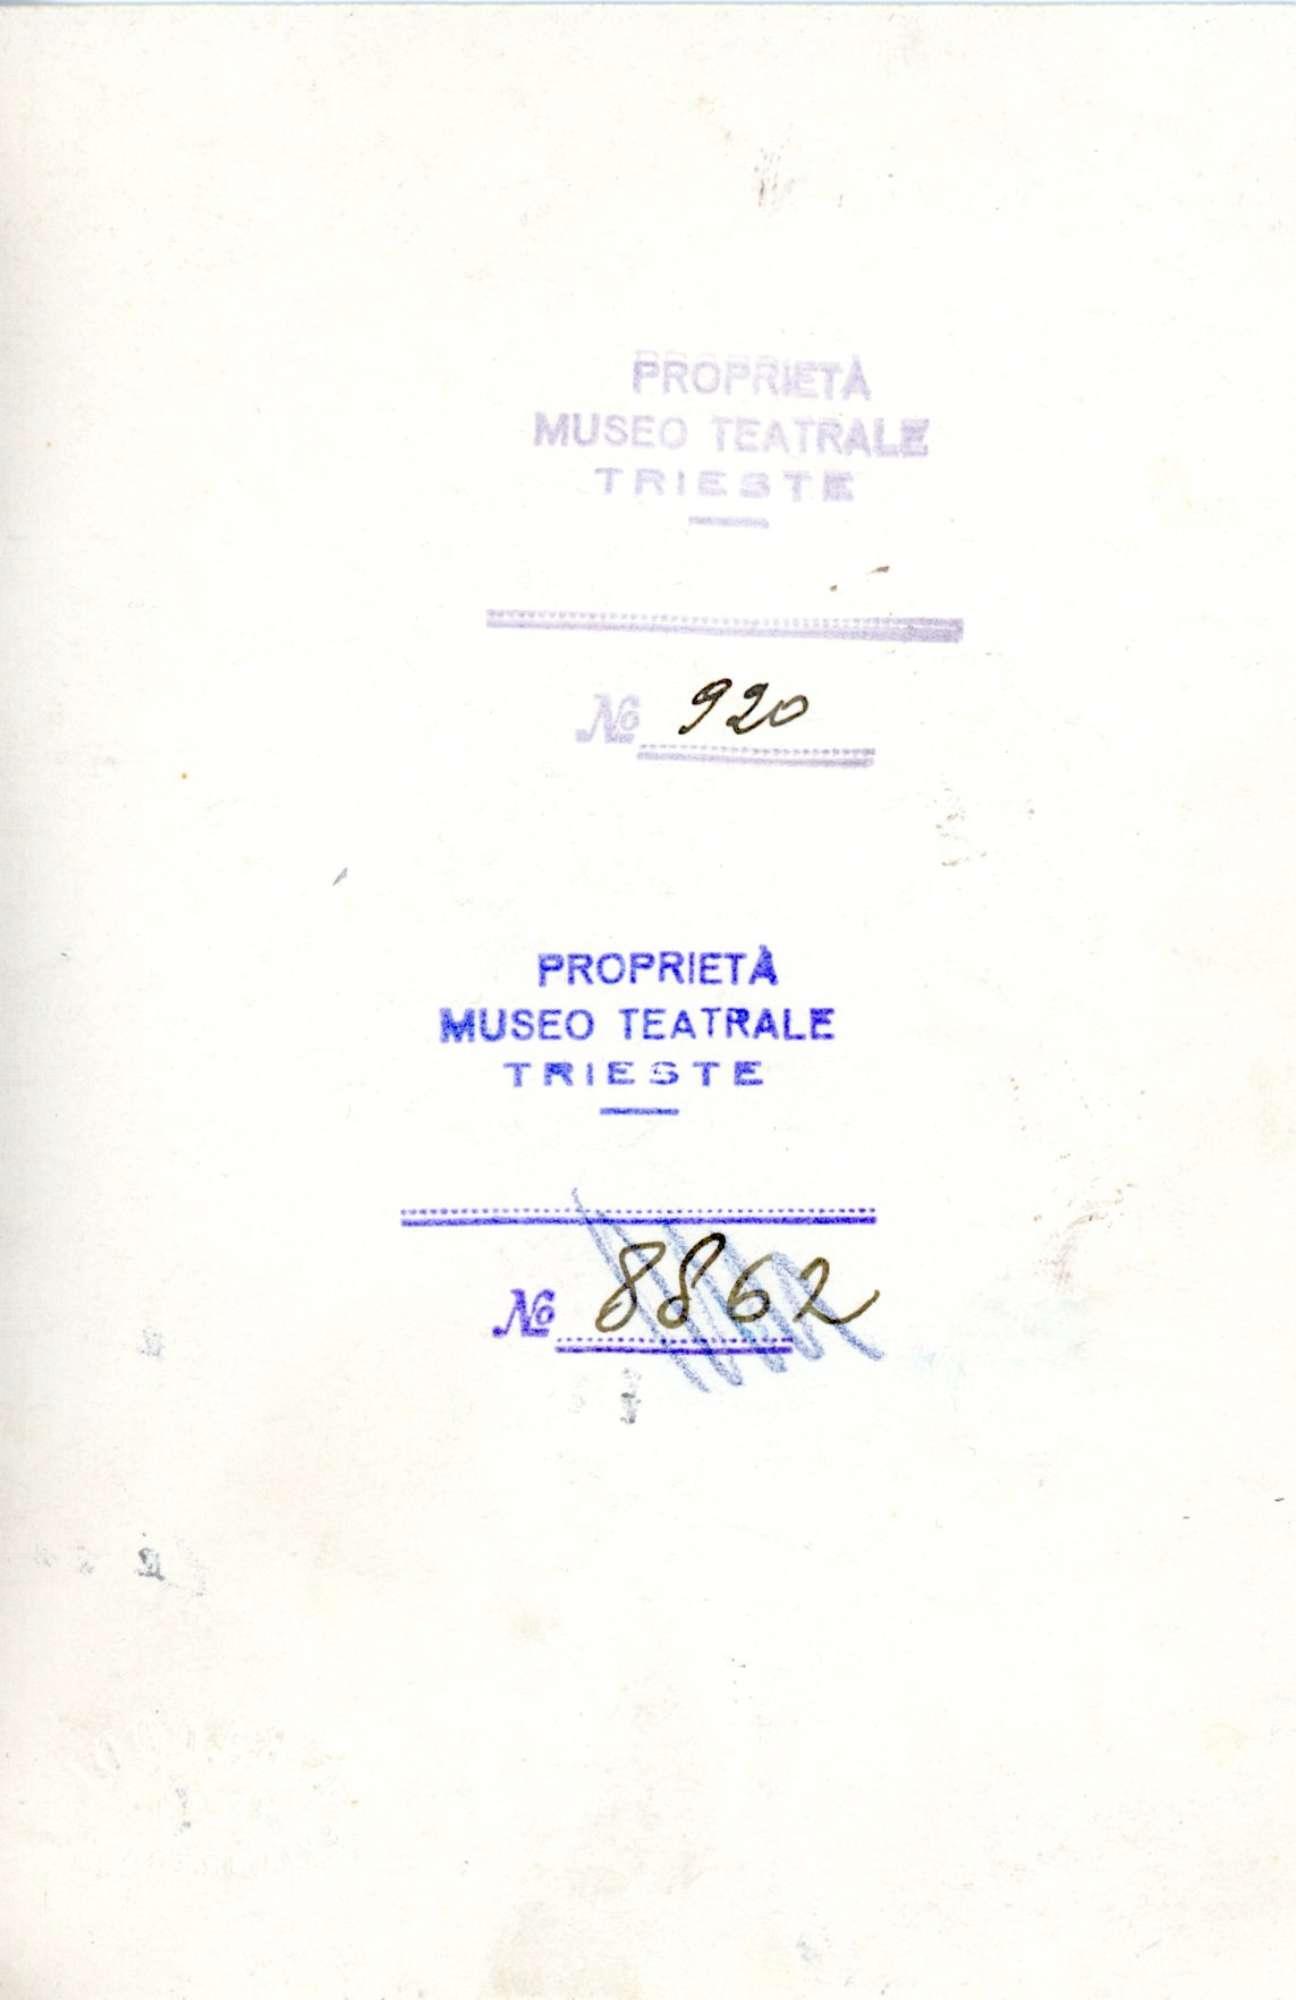 PROPRIETÀ
MUSEO TEATRALE
TRIESTE
No 920
PROPRIETÀ
MUSEO TEATRALE
TRIESTE
No 8862